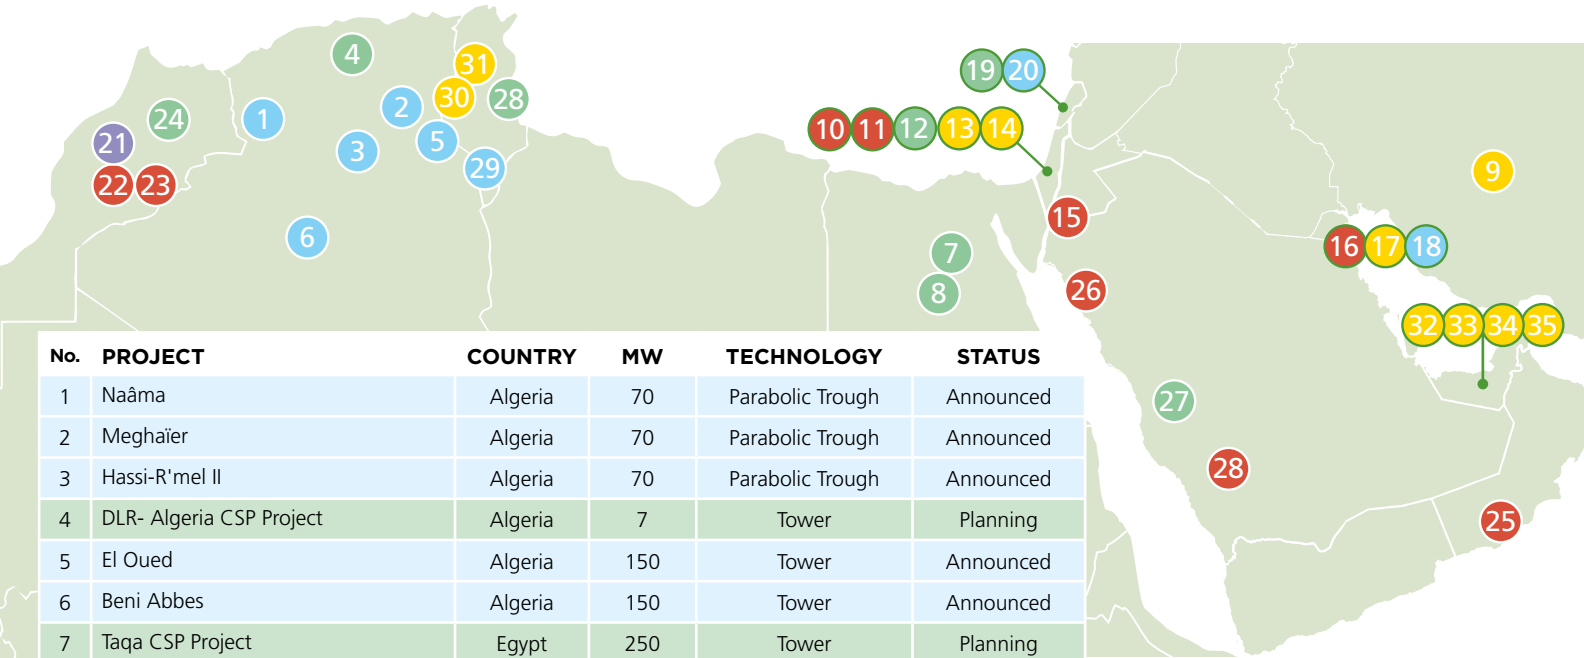 4
31
30
28
2
24
1
21
3
5
29
22 23
6
19 20
10 11 12 13 14
15
7
8
26
9
16 17 18
32 33 34 35
27
28
25
No. PROJECT COUNTRY MW TECHNOLOGY STATUS
1 Naâma Algeria 70 Parabolic Trough Announced
2 Meghaïer Algeria 70 Parabolic Trough Announced
3 Hassi-R'mel II Algeria 70 Parabolic Trough Announced
4 DLR- Algeria CSP Project Algeria 7 Tower Planning
5 El Oued Algeria 150 Tower Announced
6 Beni Abbes Algeria 150 Tower Announced
7 Taqa CSP Project Egypt 250 Tower Planning